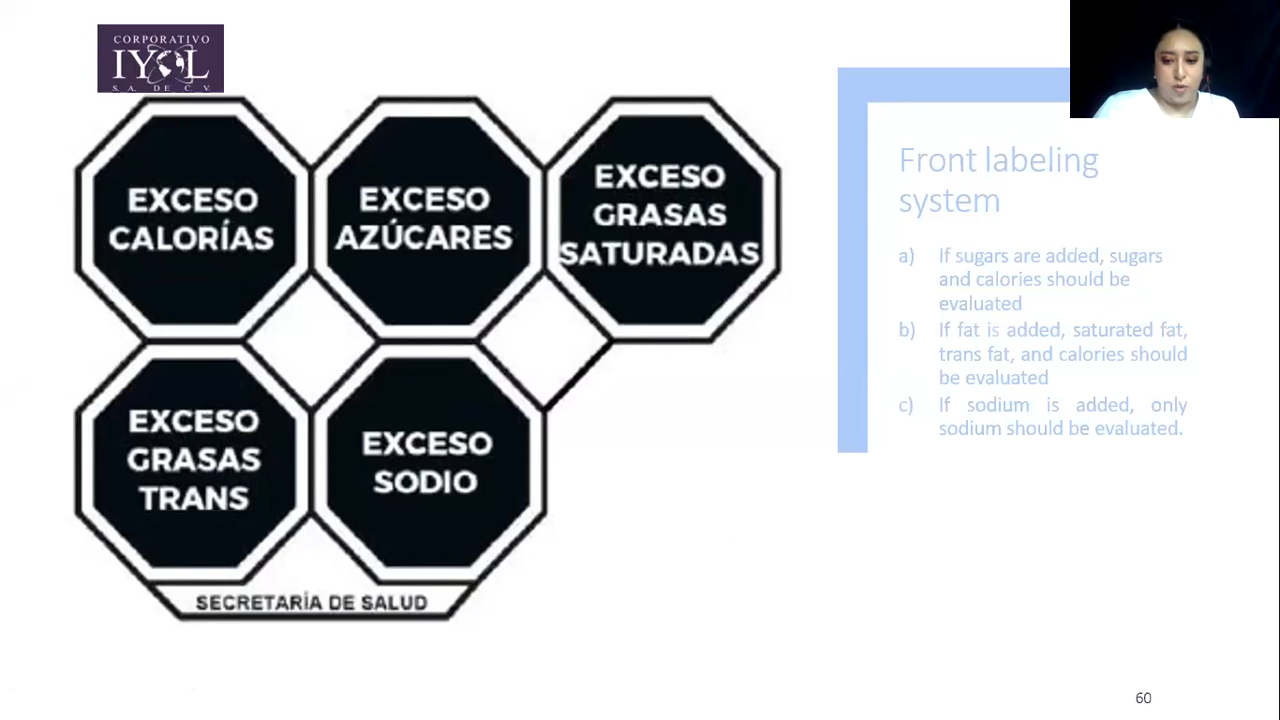 CORPORATIVO
IYOL
S. A. DE C. V.
EXCESO
CALORÍAS
EXCESO
AZÚCARES
EXCESO
GRASAS
SATURADAS
EXCESO
GRASAS
TRANS
EXCESO
SODIO
SECRETARÍA DE SALUD
Front labeling
system
a) If sugars are added, sugars
and calories should be
evaluated
b) If fat is added, saturated fat,
trans fat, and calories should
be evaluated
c) If sodium is added, only
sodium should be evaluated.
60